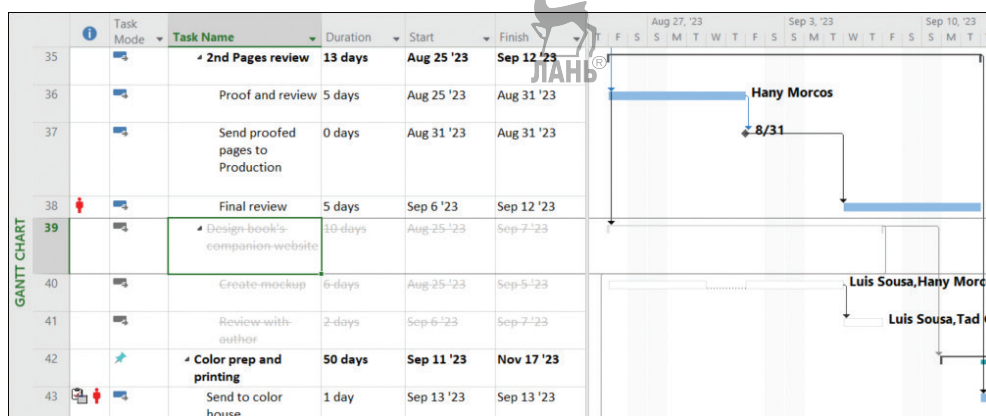 Task Mode Task Name Duration Start Finish
Aug 27, '23 Sep 3, '23 Sep 10, '23
T F S S M T W T F S S M T W T F S S M T
ЛАНЬ®
35 2nd Pages review 13 days Aug 25 '23 Sep 12 '23
36 Proof and review 5 days Aug 25 '23 Aug 31 '23 Hany Morcos
37 Send proofed 0 days Aug 31 '23 Aug 31 '23 8/31
pages to
Production
38 Final review 5 days Sep 6 '23 Sep 12 '23
39 Design book's 10 days Aug 25 '23 Sep 7 '23
companion website
40 Create mockup 6 days Aug 25 '23 Sep 5 '23 Luis Sousa,Hany Morc
41 Review with 2 days Sep 6 '23 Sep 7 '23 Luis Sousa,Tad
author
42 Color prep and 50 days Sep 11 '23 Nov 17 '23
printing
43 Send to color 1 day Sep 13 '23 Sep 13 '23
house
GANTT CHART